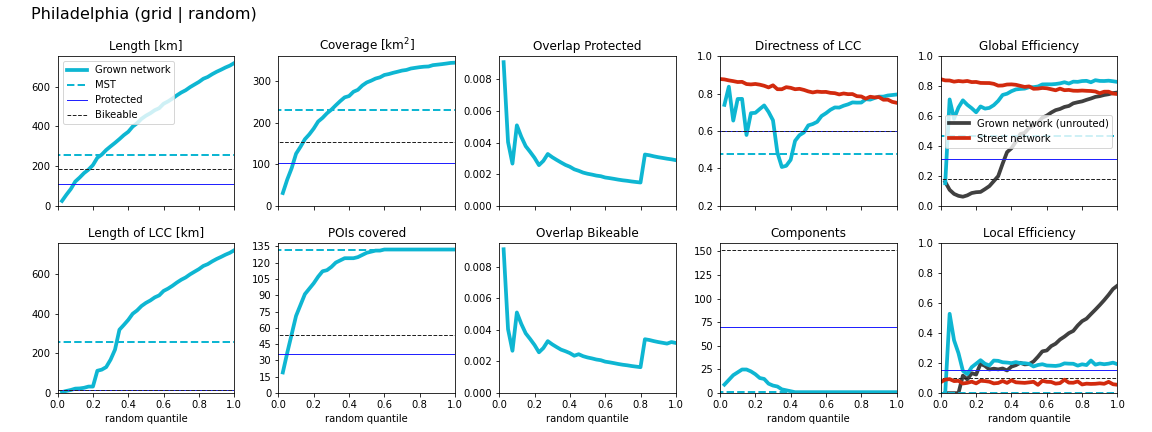 Philadelphia (grid | random)
Length [km]
600
400
200
0
Grown network
MST
Protected
Bikeable
Coverage [km²]
300
200
100
0
Overlap Protected
0.008
0.006
0.004
0.002
0.000
Directness of LCC
1.0
0.8
0.6
0.4
0.2
Global Efficiency
1.0
0.8
0.6
0.4
0.2
0.0
Grown network (unrouted)
Street network
Length of LCC [km]
600
400
200
0
0.0 0.2 0.4 0.6 0.8 1.0
random quantile
POIs covered
135
120
105
90
75
60
45
30
15
0.0 0.2 0.4 0.6 0.8 1.0
random quantile
Overlap Bikeable
0.008
0.006
0.004
0.002
0.000
0.0 0.2 0.4 0.6 0.8 1.0
random quantile
Components
150
125
100
75
50
25
0
0.0 0.2 0.4 0.6 0.8 1.0
random quantile
Local Efficiency
1.0
0.8
0.6
0.4
0.2
0.0
0.0 0.2 0.4 0.6 0.8 1.0
random quantile